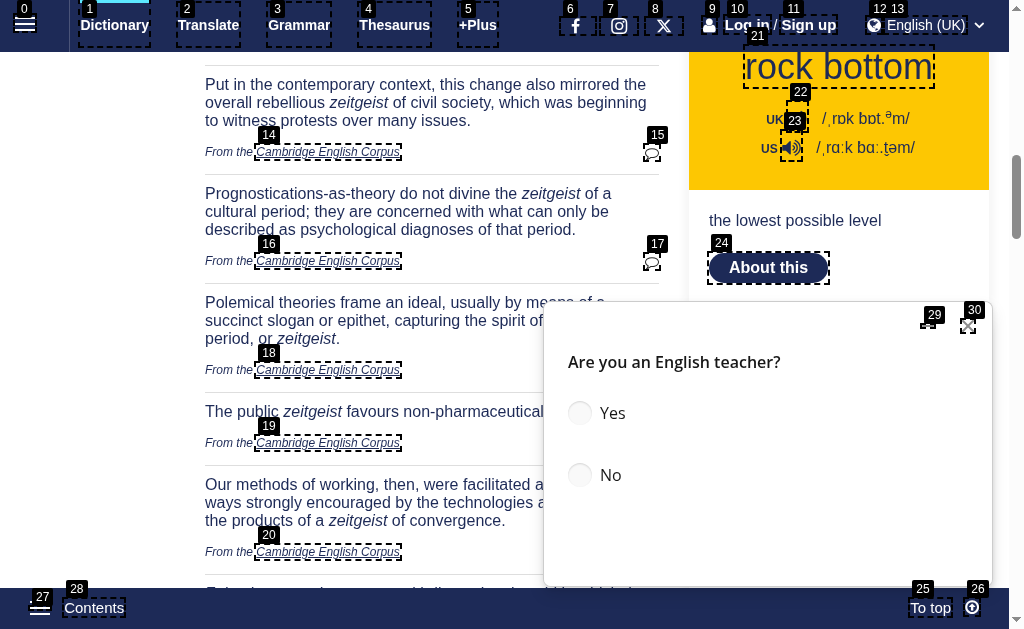 0 1 2 3 4 5 6 7 8 9 10 11 12 13
Dictionary Translate Grammar Thesaurus +Plus Log in / Sign up English (UK)
Put in the contemporary context, this change also mirrored the
overall rebellious zeitgeist of civil society, which was beginning
to witness protests over many issues.
14 15
From the Cambridge English Corpus
Prognostications-as-theory do not divine the zeitgeist of a
cultural period; they are concerned with what can only be
described as psychological diagnoses of that period.
16 17
From the Cambridge English Corpus
Polemical theories frame an ideal, usually by means of a
succinct slogan or epithet, capturing the spirit of
period, or zeitgeist.
18
From the Cambridge English Corpus
The public zeitgeist favours non-pharmaceutical
19
From the Cambridge English Corpus
Our methods of working, then, were facilitated a
ways strongly encouraged by the technologies a
the products of a zeitgeist of convergence.
20
From the Cambridge English Corpus
21
rock bottom
22
UK /ˌrɒk bɒt.ᵊm/
23
US /ˌrɑːk bɑː.t̬əm/
the lowest possible level
24
About this
29 30
Are you an English teacher?
Yes
No
27 28 25 26
Contents To top